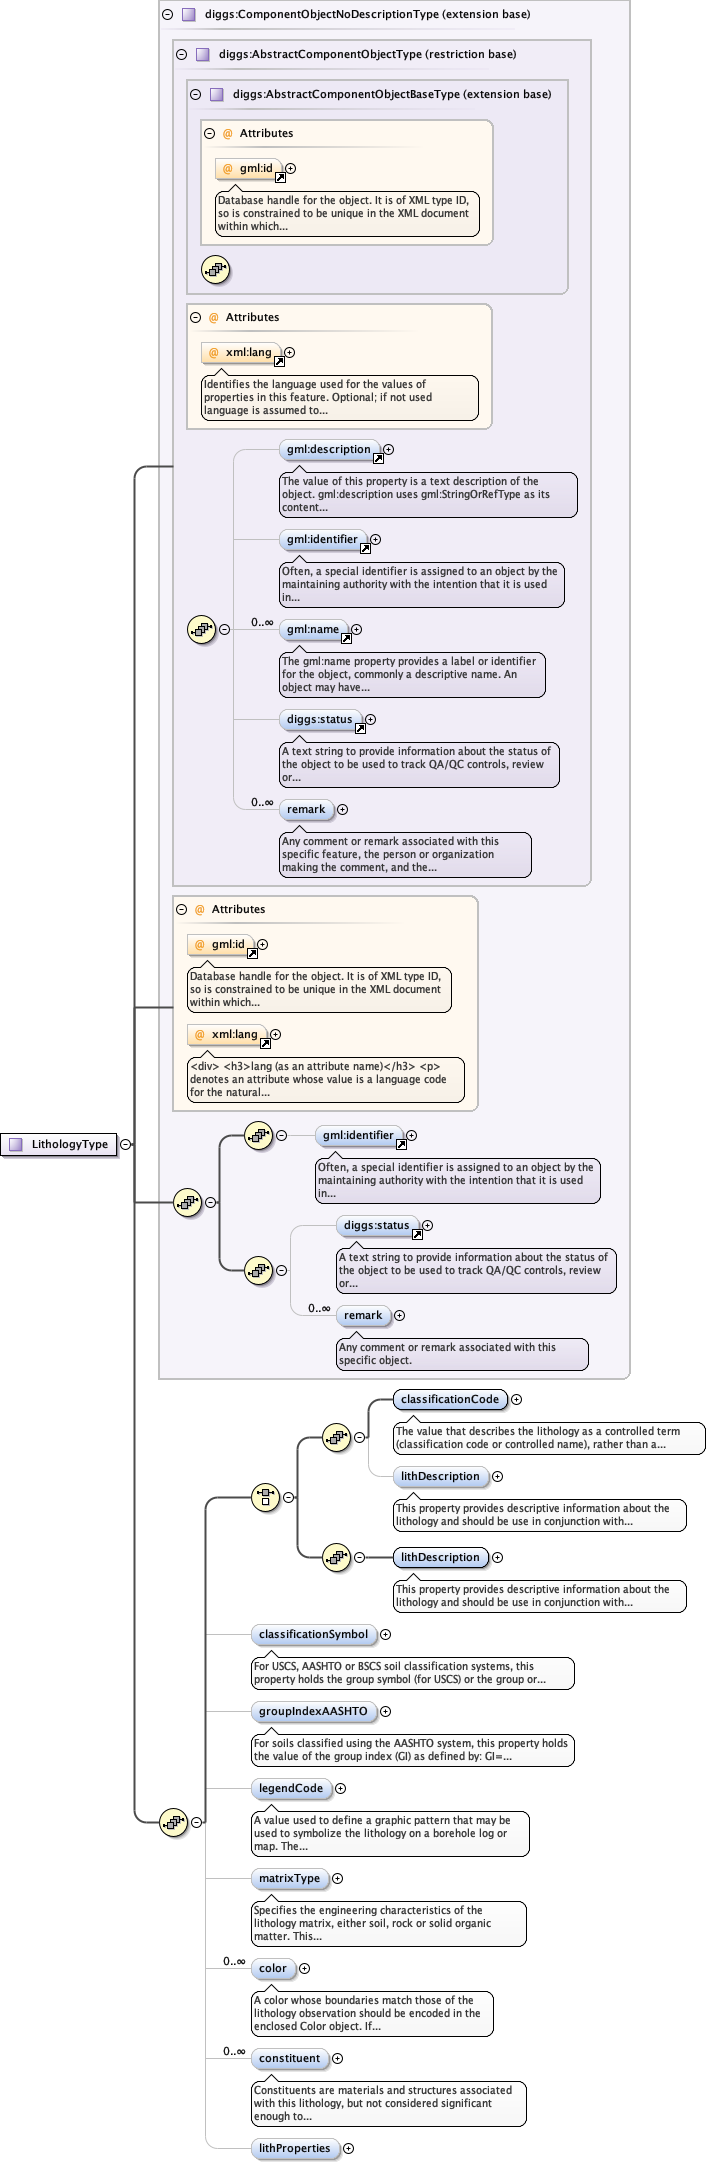 diggs:ComponentObjectNoDescriptionType (extension base)
diggs:AbstractComponentObjectType (restriction base)
diggs:AbstractComponentObjectBaseType (extension base)
@ Attributes
@ gml:id
Database handle for the object. It is of XML type ID,
so is constrained to be unique in the XML document
within which...
@ Attributes
@ xml:lang
Identifies the language used for the values of
properties in this feature. Optional; if not used
language is assumed to...
gml:description
The value of this property is a text description of the
object. gml:description uses gml:StringOrRefType as its
content...
gml:identifier
Often, a special identifier is assigned to an object by the
maintaining authority with the intention that it is used
in...
0..∞
gml:name
The gml:name property provides a label or identifier
for the object, commonly a descriptive name. An
object may have...
diggs:status
A text string to provide information about the status of
the object to be used to track QA/QC controls, review
or...
0..∞
remark
Any comment or remark associated with this
specific feature, the person or organization
making the comment, and the...
@ Attributes
@ gml:id
Database handle for the object. It is of XML type ID,
so is constrained to be unique in the XML document
within which...
@ xml:lang
<div> <h3>lang (as an attribute name)</h3> <p>
denotes an attribute whose value is a language code
for the natural...
LithologyType
gml:identifier
Often, a special identifier is assigned to an object by the
maintaining authority with the intention that it is used
in...
diggs:status
A text string to provide information about the status of
the object to be used to track QA/QC controls, review
or...
0..∞
remark
Any comment or remark associated with this
specific object.
classificationCode
The value that describes the lithology as a controlled term
(classification code or controlled name), rather than a...
lithDescription
This property provides descriptive information about the
lithology and should be use in conjunction with...
lithDescription
This property provides descriptive information about the
lithology and should be use in conjunction with...
classificationSymbol
For USCS, AASHTO or BSCS soil classification systems, this
property holds the group symbol (for USCS) or the group or...
groupIndexAASHTO
For soils classified using the AASHTO system, this property holds
the value of the group index (GI) as defined by: GI=...
legendCode
A value used to define a graphic pattern that may be
used to symbolize the lithology on a borehole log or
map. The...
matrixType
Specifies the engineering characteristics of the
lithology matrix, either soil, rock or solid organic
matter. This...
0..∞
color
A color whose boundaries match those of the
lithology observation should be encoded in the
enclosed Color object. If...
0..∞
constituent
Constituents are materials and structures associated
with this lithology, but not considered significant
enough to...
lithProperties